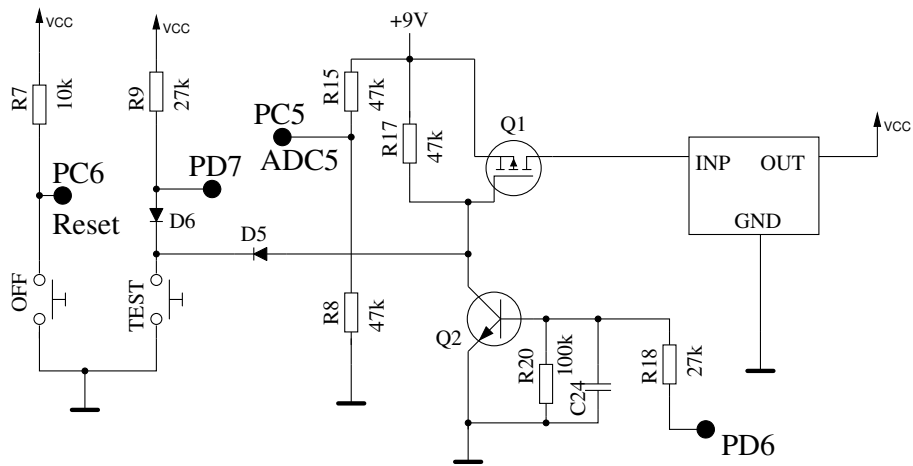 VCC
VCC
+9V
R7
10k
R9
27k
R15
47k
PC5
ADC5
R17
47k
Q1
VCC
INP
OUT
GND
PC6
Reset
PD7
D6
D5
OFF
TEST
R8
47k
Q2
R20
100k
C24
R18
27k
PD6